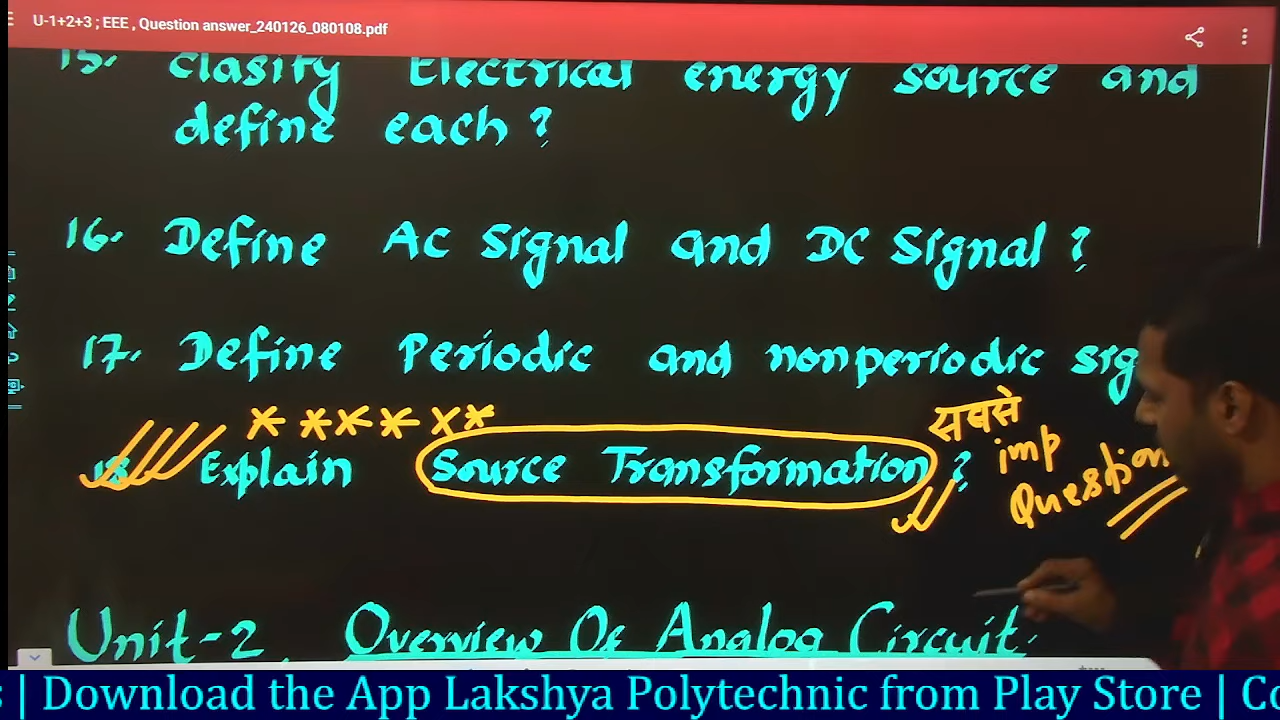 U-1+2+3 ; EEE , Question answer_240126_080108.pdf
15. Clasify Electrical energy source and
define each ?
16. Define AC Signal and DC Signal ?
17. Define Periodic and nonperiodic sig
18. Explain Source Transformation ?
सबसे
imp
Question
Unit-2. Overview Of Analog Circuit.
| Download the App Lakshya Polytechnic from Play Store |